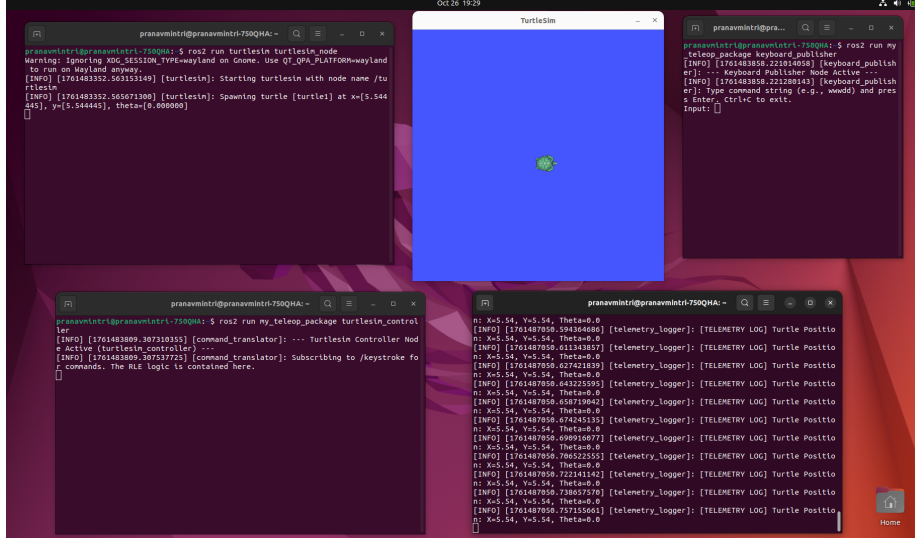 Oct 26 19:29
pranavmintri@pranavmintri-750QHA: ~
pranavmintri@pranavmintri-750QHA:~$ ros2 run turtlesim turtlesim_node
Warning: Ignoring XDG_SESSION_TYPE=wayland on Gnome. Use QT_QPA_PLATFORM=wayland
to run on Wayland anyway.
[INFO] [1761483352.563153149] [turtlesim]: Starting turtlesim with node name /tu
rtlesim
[INFO] [1761483352.565671300] [turtlesim]: Spawning turtle [turtle1] at x=[5.544
445], y=[5.544445], theta=[0.000000]
TurtleSim
pranavmintri@pra...
pranavmintri@pranavmintri-750QHA:~$ ros2 run my
_teleop_package keyboard_publisher
[INFO] [1761483858.221014058] [keyboard_publish
er]: --- Keyboard Publisher Node Active ---
[INFO] [1761483858.221280143] [keyboard_publish
er]: Type command string (e.g., wwwdd) and pres
s Enter. Ctrl+C to exit.
Input:
pranavmintri@pranavmintri-750QHA: ~
pranavmintri@pranavmintri-750QHA:~$ ros2 run my_teleop_package turtlesim_control
ler
[INFO] [1761483809.307310355] [command_translator]: --- Turtlesim Controller Nod
e Active (turtlesim_controller) ---
[INFO] [1761483809.307537725] [command_translator]: Subscribing to /keystroke fo
r commands. The RLE logic is contained here.
pranavmintri@pranavmintri-750QHA: ~
n: X=5.54, Y=5.54, Theta=0.0
[INFO] [1761487050.594364686] [telemetry_logger]: [TELEMETRY LOG] Turtle Positio
n: X=5.54, Y=5.54, Theta=0.0
[INFO] [1761487050.611343857] [telemetry_logger]: [TELEMETRY LOG] Turtle Positio
n: X=5.54, Y=5.54, Theta=0.0
[INFO] [1761487050.627421839] [telemetry_logger]: [TELEMETRY LOG] Turtle Positio
n: X=5.54, Y=5.54, Theta=0.0
[INFO] [1761487050.643225595] [telemetry_logger]: [TELEMETRY LOG] Turtle Positio
n: X=5.54, Y=5.54, Theta=0.0
[INFO] [1761487050.658719042] [telemetry_logger]: [TELEMETRY LOG] Turtle Positio
n: X=5.54, Y=5.54, Theta=0.0
[INFO] [1761487050.674245135] [telemetry_logger]: [TELEMETRY LOG] Turtle Positio
n: X=5.54, Y=5.54, Theta=0.0
[INFO] [1761487050.690916077] [telemetry_logger]: [TELEMETRY LOG] Turtle Positio
n: X=5.54, Y=5.54, Theta=0.0
[INFO] [1761487050.706522555] [telemetry_logger]: [TELEMETRY LOG] Turtle Positio
n: X=5.54, Y=5.54, Theta=0.0
[INFO] [1761487050.722141142] [telemetry_logger]: [TELEMETRY LOG] Turtle Positio
n: X=5.54, Y=5.54, Theta=0.0
[INFO] [1761487050.738657570] [telemetry_logger]: [TELEMETRY LOG] Turtle Positio
n: X=5.54, Y=5.54, Theta=0.0
[INFO] [1761487050.757155661] [telemetry_logger]: [TELEMETRY LOG] Turtle Positio
n: X=5.54, Y=5.54, Theta=0.0
Home